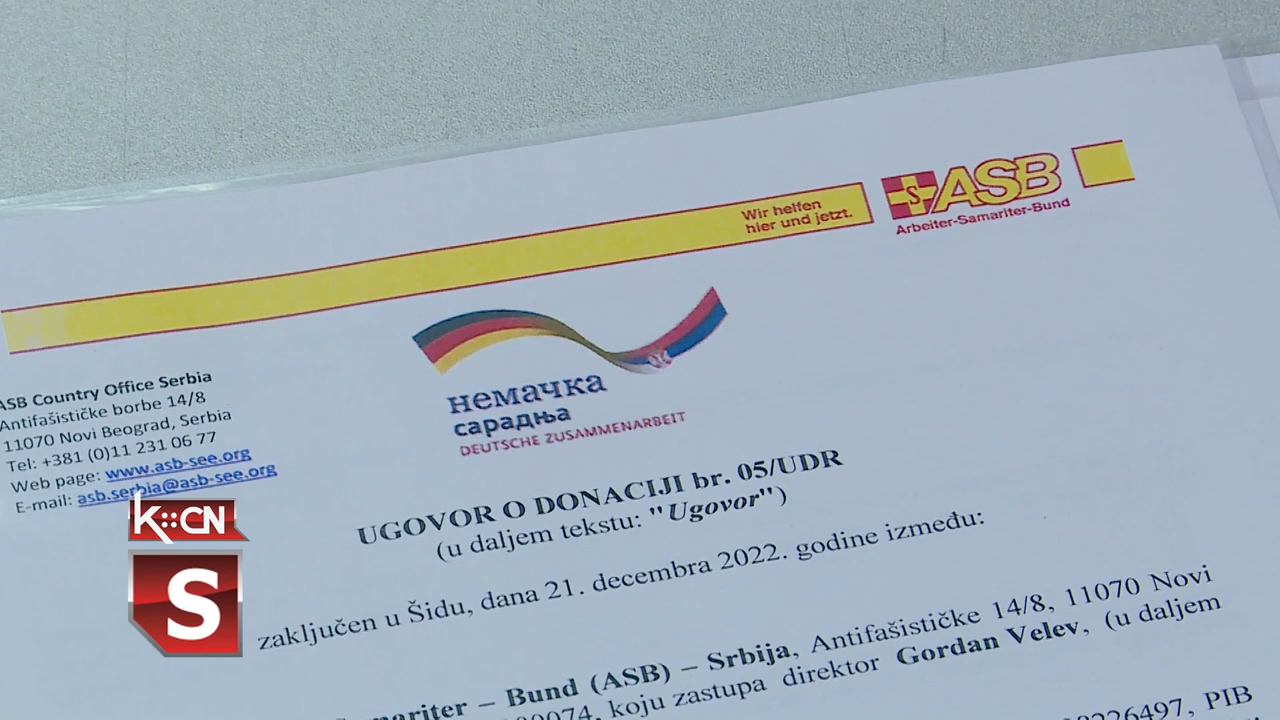 Wir helfen
hier und jetzt.
S ASB
Arbeiter-Samariter-Bund
ASB Country Office Serbia
Antifašističke borbe 14/8
11070 Novi Beograd, Serbia
Tel: +381 (0)11 231 06 77
Web page: www.asb-see.org
E-mail: asb.serbia@asb-see.org
немачка
сарадња
DEUTSCHE ZUSAMMENARBEIT
UGOVOR O DONACIJI br. 05/UDR
(u daljem tekstu: "Ugovor")
zaključen u Šidu, dana 21. decembra 2022. godine između:
– Bund (ASB) – Srbija, Antifašističke 14/8, 11070 Novi
koju zastupa direktor Gordan Velev, (u daljem
PIB
K::CN
S